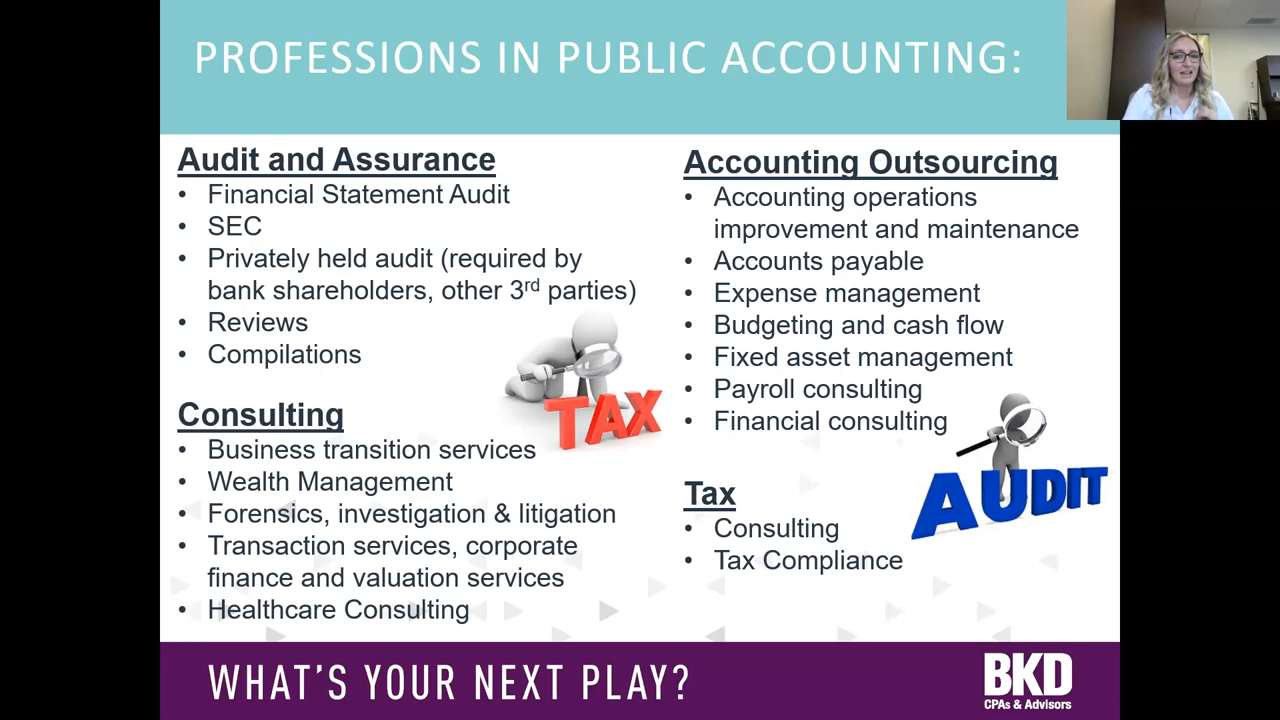 PROFESSIONS IN PUBLIC ACCOUNTING:
Audit and Assurance
• Financial Statement Audit
• SEC
• Privately held audit (required by
bank shareholders, other 3rd parties)
• Reviews
• Compilations
TAX
Consulting
• Business transition services
• Wealth Management
• Forensics, investigation & litigation
• Transaction services, corporate
finance and valuation services
• Healthcare Consulting
Accounting Outsourcing
• Accounting operations
improvement and maintenance
• Accounts payable
• Expense management
• Budgeting and cash flow
• Fixed asset management
• Payroll consulting
• Financial consulting
AUDIT
Tax
• Consulting
• Tax Compliance
WHAT'S YOUR NEXT PLAY?
BKD
CPAs & Advisors